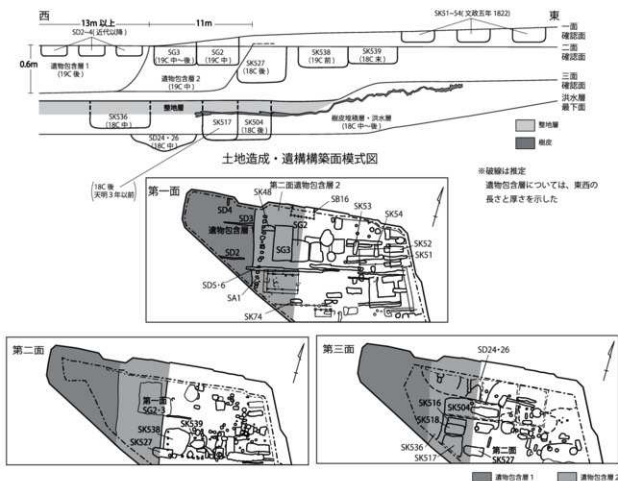 西
東
13m 以上
11m
SD2~4(近代以降)
SK51~54(文政五年 1822)
一面
確認面
二面
確認面
三面
確認面
洪水層
最下面
0.6m
遺物包含層 1
(19C 後)
SG3
(19C 中～後)
SG2
(19C 中)
SK527
(18C 後)
SK538
(19C 前)
SK539
(18C 末)
遺物包含層 2
(19C 中)
整地層
SK536
(18C 中)
SK517
SK504
(18C 後)
SD24・26
(18C 中)
樹皮堆積層・洪水層
(18C 中～後)
整地層
樹皮
18C 後
天明 3 年以前
土地造成・遺構構築面模式図
※破線は推定
遺物包含層については、東西の
長さと厚さを示した
第一面
第二面遺物包含層 2
SK48
SB16
SD4
SD3
SG2
SK53
SK54
遺物包含層 1
SG3
SK52
SK51
SD2
SD5・6
SA1
SK74
第二面
第一面
SG2・3
SK539
SK538
SK527
第三面
SD24・26
SK516
SK504
SK518
SK536
SK517
第二面
SK527
遺物包含層 1
遺物包含層 2